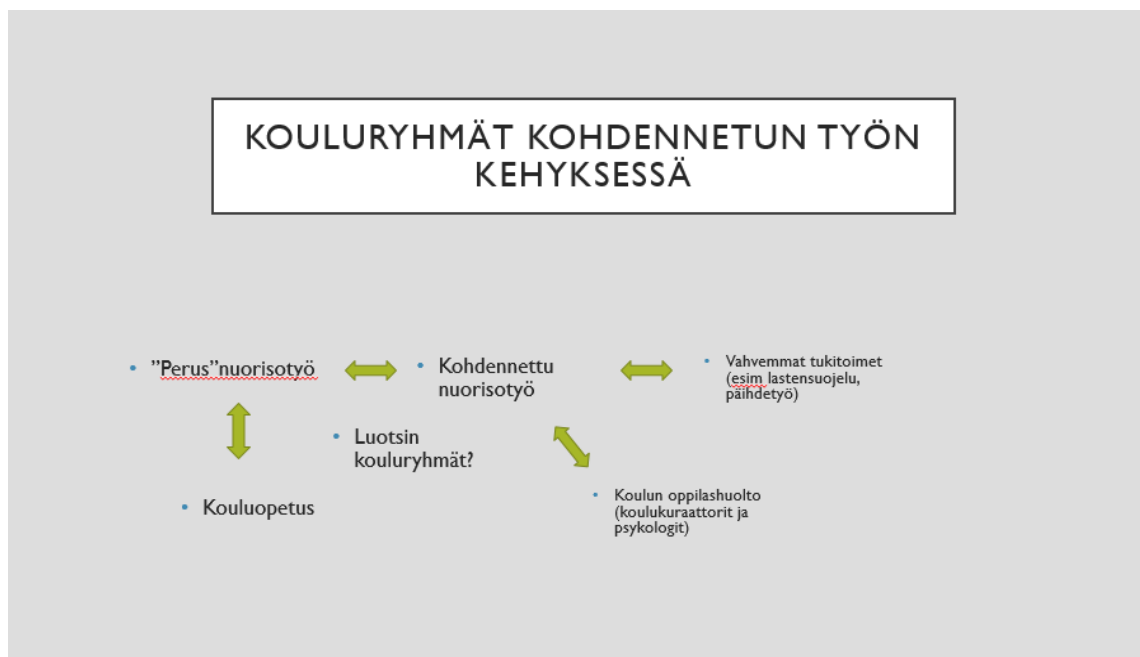 KOULURYHMÄT KOHDENNETUN TYÖN
KEHYKSESSÄ
• ”Perus”nuorisotyö
• Kohdennettu
nuorisotyö
• Vahvemmat tukitoimet
(esim lastensuojelu,
päihdetyö)
• Luotsin
kouluryhmät?
• Kouluopetus
• Koulun oppilashuolto
(koulukuraattorit ja
psykologit)